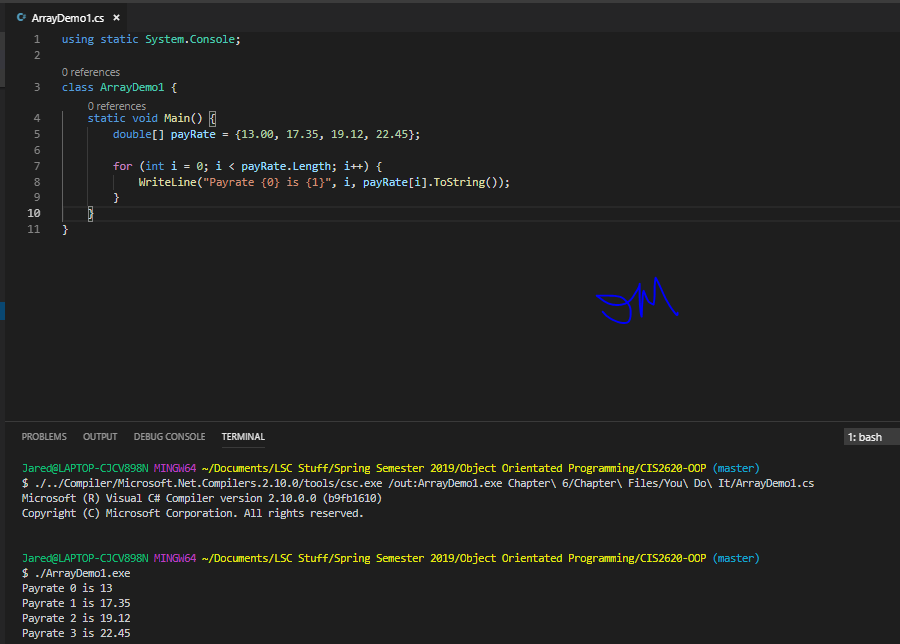 ArrayDemo1.cs ×
1 using static System.Console;
2
0 references
3 class ArrayDemo1 {
0 references
4 static void Main() {
5 double[] payRate = {13.00, 17.35, 19.12, 22.45};
6
7 for (int i = 0; i < payRate.Length; i++) {
8 WriteLine("Payrate {0} is {1}", i, payRate[i].ToString());
9 }
10 }
11 }
JM
PROBLEMS OUTPUT DEBUG CONSOLE TERMINAL 1: bash
Jared@LAPTOP-CJCV898N MINGW64 ~/Documents/LSC Stuff/Spring Semester 2019/Object Orientated Programming/CIS2620-OOP (master)
$ ./../Compiler/Microsoft.Net.Compilers.2.10.0/tools/csc.exe /out:ArrayDemo1.exe Chapter\ 6/Chapter\ Files/You\ Do\ It/ArrayDemo1.cs
Microsoft (R) Visual C# Compiler version 2.10.0.0 (b9fb1610)
Copyright (C) Microsoft Corporation. All rights reserved.
Jared@LAPTOP-CJCV898N MINGW64 ~/Documents/LSC Stuff/Spring Semester 2019/Object Orientated Programming/CIS2620-OOP (master)
$ ./ArrayDemo1.exe
Payrate 0 is 13
Payrate 1 is 17.35
Payrate 2 is 19.12
Payrate 3 is 22.45